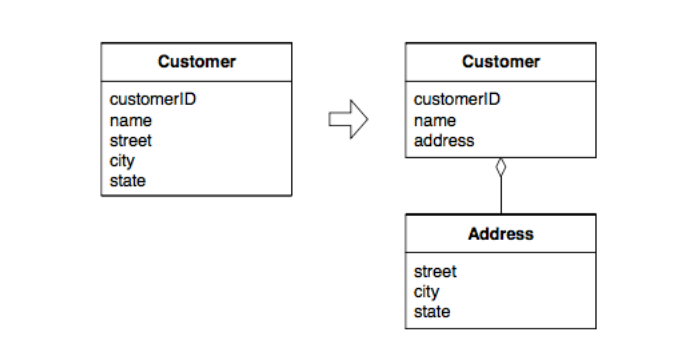 Customer
customerID
name
street
city
state
Customer
customerID
name
address
Address
street
city
state